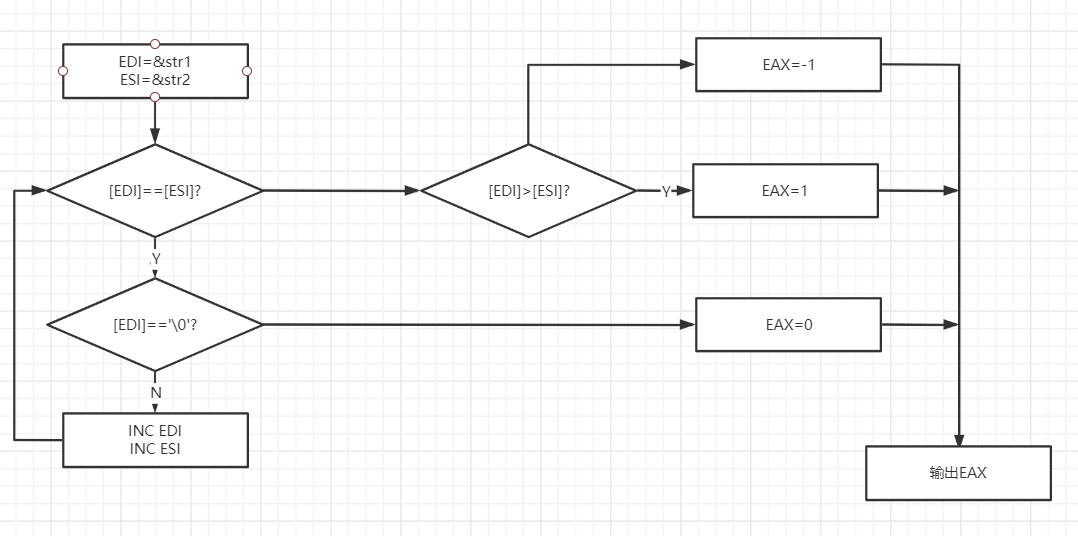 EDI=&str1
ESI=&str2
EAX=-1
[EDI]==[ESI]?
[EDI]>[ESI]?
Y
EAX=1
Y
[EDI]=='\0'?
EAX=0
N
INC EDI
INC ESI
输出EAX